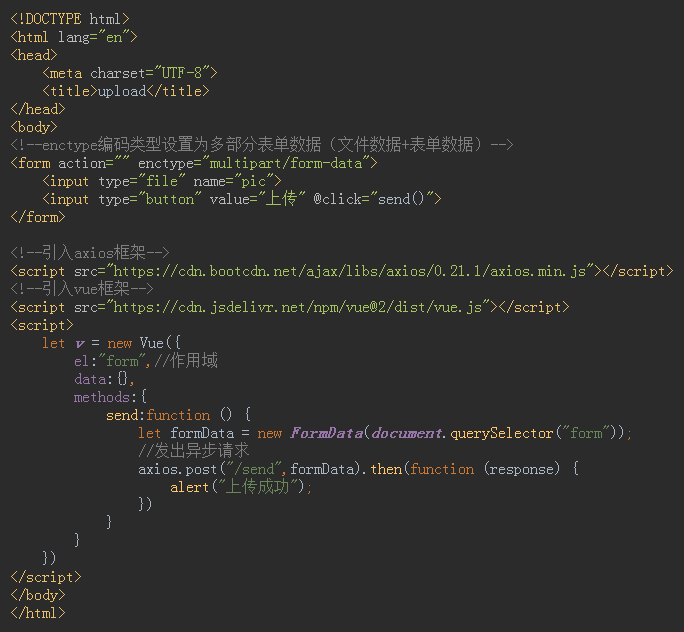 <!DOCTYPE html>
<html lang="en">
<head>
    <meta charset="UTF-8">
    <title>upload</title>
</head>
<body>
<!--enctype编码类型设置为多部分表单数据（文件数据+表单数据）-->
<form action="" enctype="multipart/form-data">
    <input type="file" name="pic">
    <input type="button" value="上传" @click="send()">
</form>

<!--引入axios框架-->
<script src="https://cdn.bootcdn.net/ajax/libs/axios/0.21.1/axios.min.js"></script>
<!--引入vue框架-->
<script src="https://cdn.jsdelivr.net/npm/vue@2/dist/vue.js"></script>
<script>
    let v = new Vue({
        el:"form",//作用域
        data:{},
        methods:{
            send:function () {
                let formData = new FormData(document.querySelector("form"));
                //发出异步请求
                axios.post("/send",formData).then(function (response) {
                    alert("上传成功");
                })
            }
        }
    })
</script>
</body>
</html>